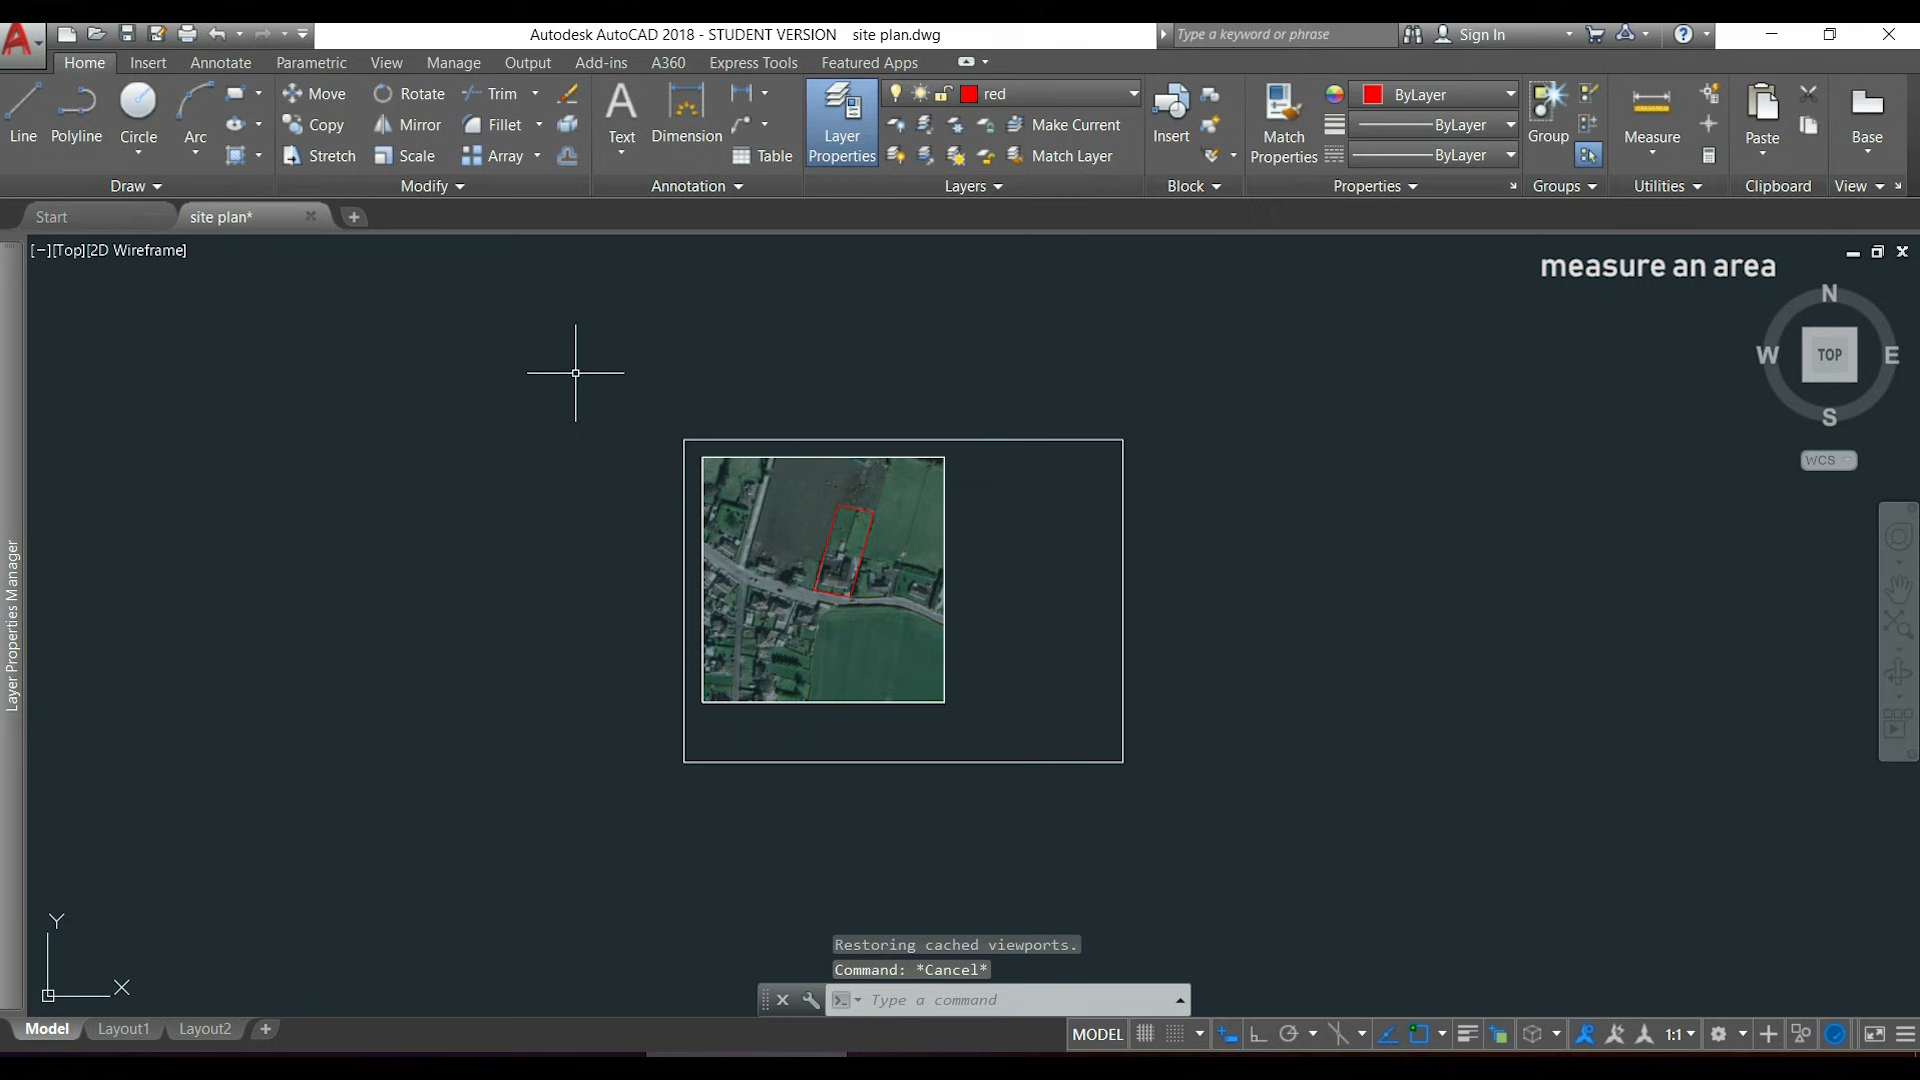 Autodesk AutoCAD 2018 - STUDENT VERSION site plan.dwg
Type a keyword or phrase
Sign In
Home Insert Annotate Parametric View Manage Output Add-ins A360 Express Tools Featured Apps
Line Polyline Circle Arc
Move Rotate Trim
Copy Mirror Fillet
Stretch Scale Array
Text Dimension Table
Layer Properties
red
Make Current
Match Layer
Insert
Match Properties
ByLayer
ByLayer
ByLayer
Group
Measure
Paste
Base
Draw Modify Annotation Layers Block Properties Groups Utilities Clipboard View
Start site plan*
[−][Top][2D Wireframe]
measure an area
N
W TOP E
S
WCS
Layer Properties Manager
Y
X
Restoring cached viewports.
Command: *Cancel*
Type a command
Model Layout1 Layout2
MODEL 1:1